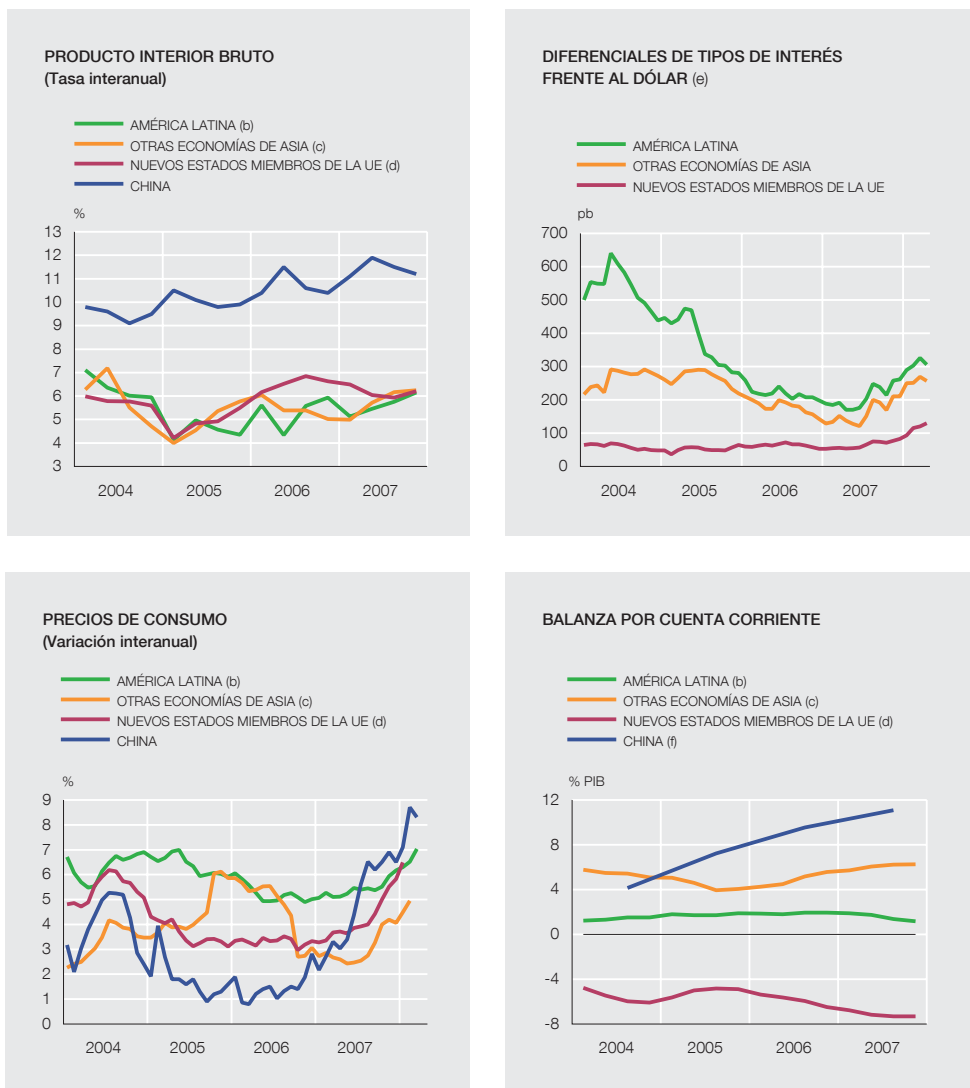 PRODUCTO INTERIOR BRUTO
(Tasa interanual)
AMÉRICA LATINA (b)
OTRAS ECONOMÍAS DE ASIA (c)
NUEVOS ESTADOS MIEMBROS DE LA UE (d)
CHINA
%
13
12
11
10
9
8
7
6
5
4
3
2004 2005 2006 2007
DIFERENCIALES DE TIPOS DE INTERÉS
FRENTE AL DÓLAR (e)
AMÉRICA LATINA
OTRAS ECONOMÍAS DE ASIA
NUEVOS ESTADOS MIEMBROS DE LA UE
pb
700
600
500
400
300
200
100
0
2004 2005 2006 2007
PRECIOS DE CONSUMO
(Variación interanual)
AMÉRICA LATINA (b)
OTRAS ECONOMÍAS DE ASIA (c)
NUEVOS ESTADOS MIEMBROS DE LA UE (d)
CHINA
%
9
8
7
6
5
4
3
2
1
0
2004 2005 2006 2007
BALANZA POR CUENTA CORRIENTE
AMÉRICA LATINA (b)
OTRAS ECONOMÍAS DE ASIA (c)
NUEVOS ESTADOS MIEMBROS DE LA UE (d)
CHINA (f)
% PIB
12
8
4
0
-4
-8
2004 2005 2006 2007